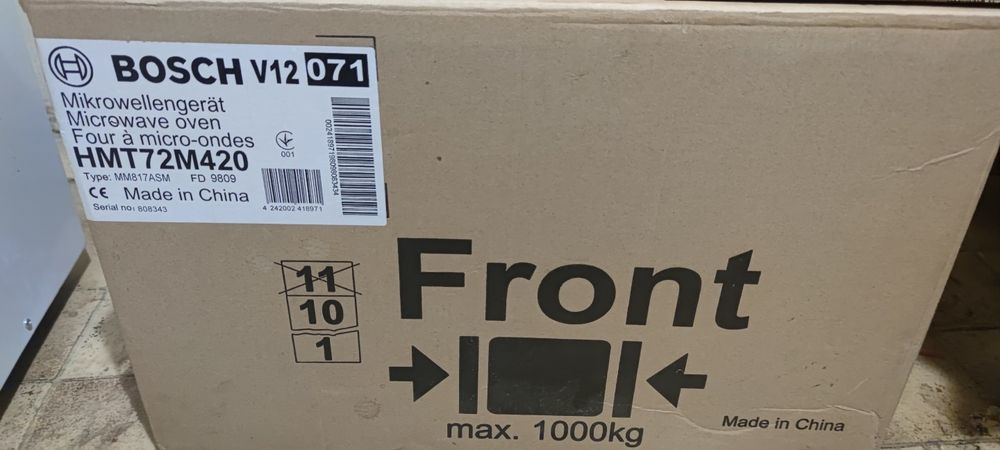 BOSCH V12 071
Mikrowellengerät
Microwave oven
Four à micro-ondes
HMT72M420
001
Type: MM817ASM FD 9809
CE Made in China
Serial no: 808343
4 242002 418971
Front
11
10
1
max. 1000kg
Made in China